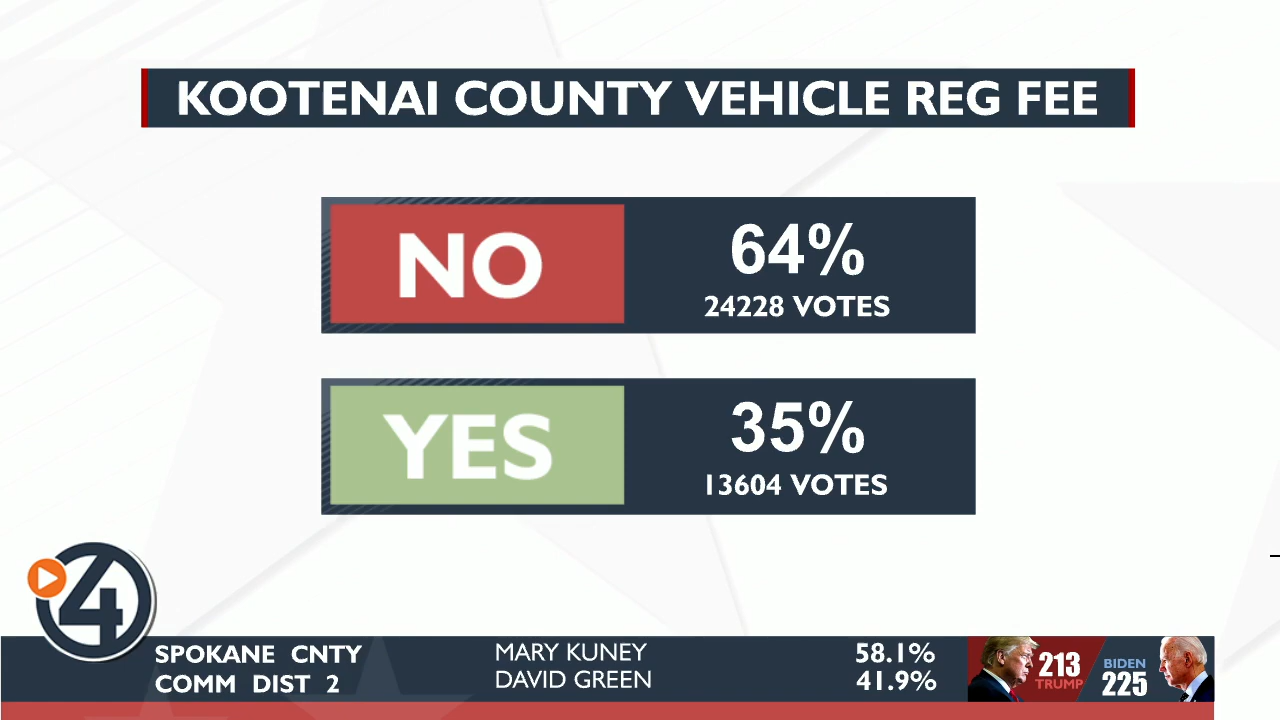 KOOTENAI COUNTY VEHICLE REG FEE
NO
64%
24228 VOTES
YES
35%
13604 VOTES
4
SPOKANE CNTY MARY KUNEY 58.1%
COMM DIST 2 DAVID GREEN 41.9%
213
TRUMP
BIDEN
225